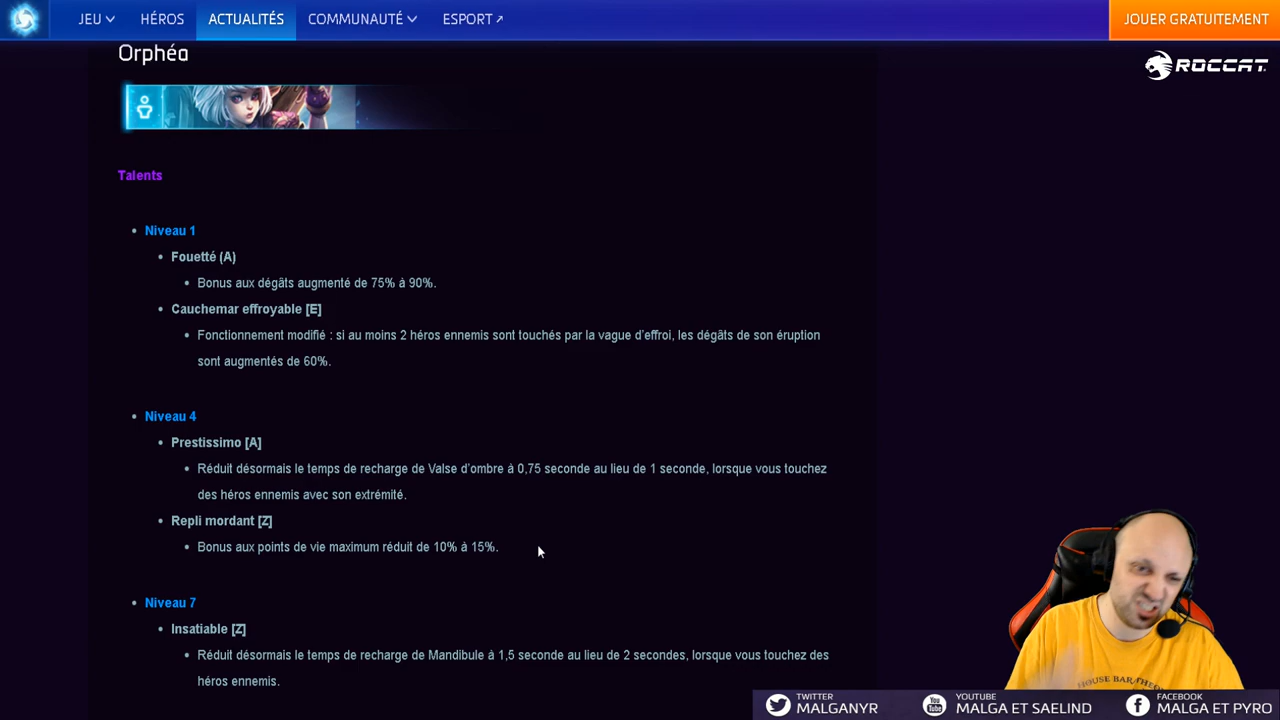 JEU HÉROS ACTUALITÉS COMMUNAUTÉ ESPORT JOUER GRATUITEMENT
Orphéa
ROCCAT
Talents
Niveau 1
Fouetté (A)
Bonus aux dégâts augmenté de 75% à 90%.
Cauchemar effroyable [E]
Fonctionnement modifié : si au moins 2 héros ennemis sont touchés par la vague d'effroi, les dégâts de son éruption
sont augmentés de 60%.
Niveau 4
Prestissimo [A]
Réduit désormais le temps de recharge de Valse d'ombre à 0,75 seconde au lieu de 1 seconde, lorsque vous touchez
des héros ennemis avec son extrémité.
Repli mordant [Z]
Bonus aux points de vie maximum réduit de 10% à 15%.
Niveau 7
Insatiable [Z]
Réduit désormais le temps de recharge de Mandibule à 1,5 seconde au lieu de 2 secondes, lorsque vous touchez des
héros ennemis.
TWITTER
MALGANYR
YOUTUBE
MALGA ET SAELIND
FACEBOOK
MALGA ET PYRO